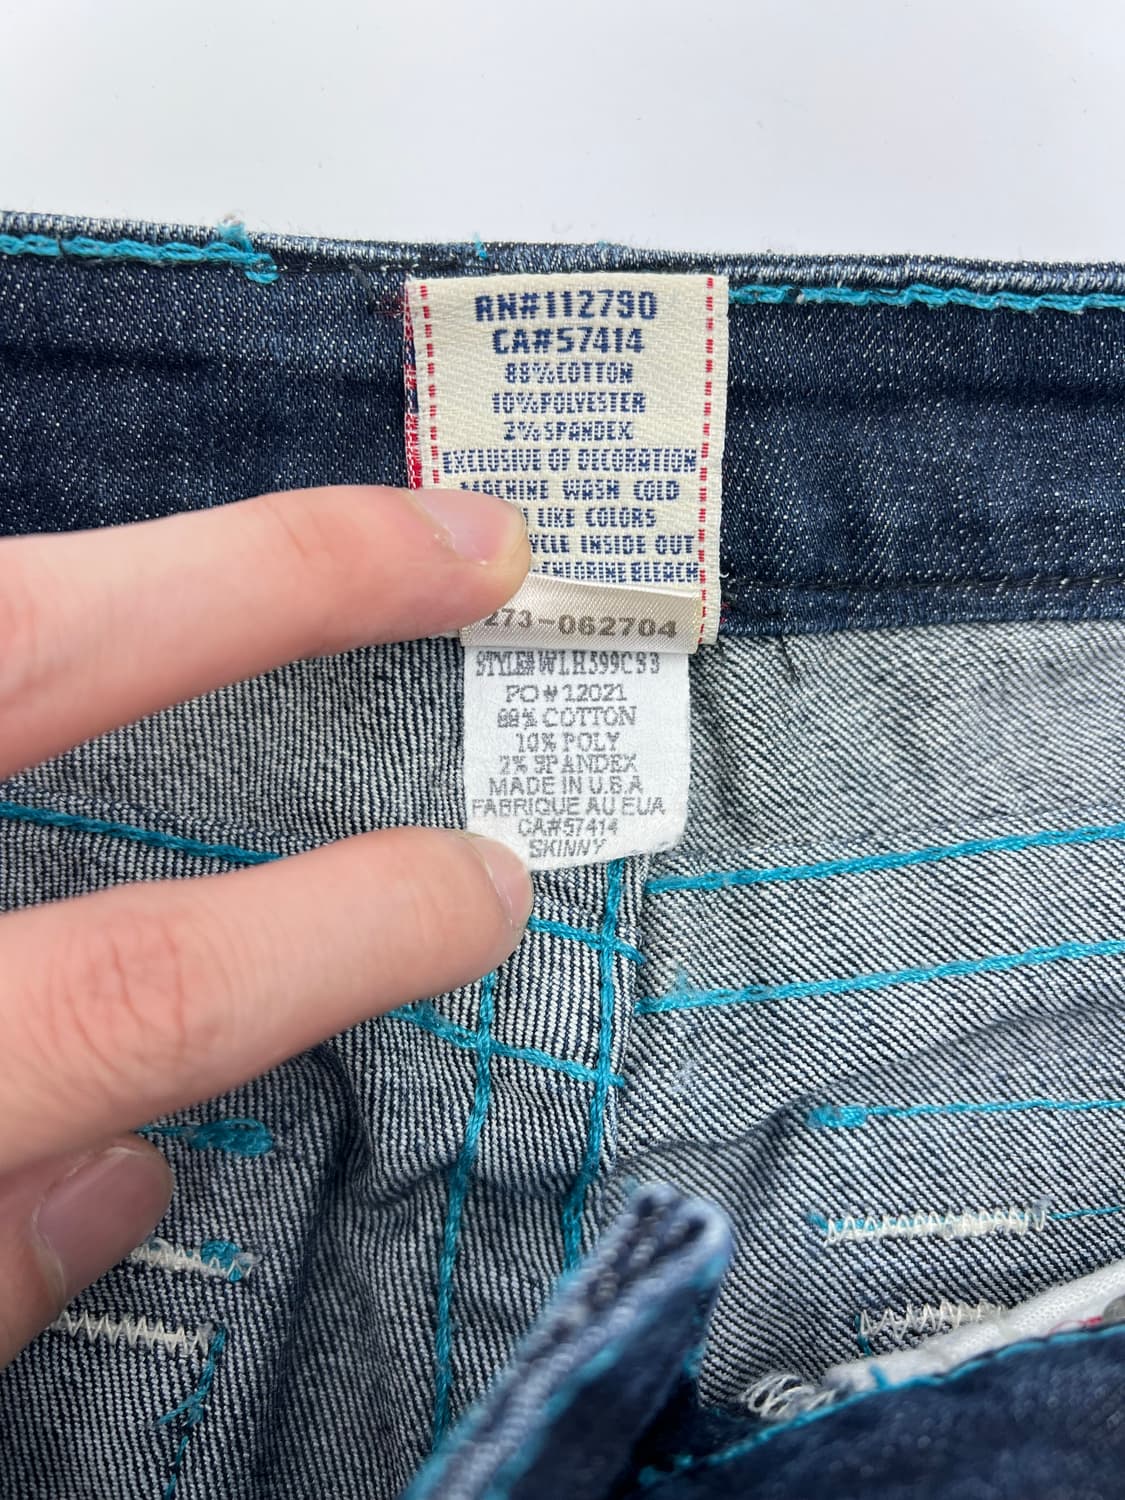 RN#112790
CA#57414
88%COTTON
10%POLYESTER
2%SPANDEX
EXCLUSIVE OF DECORATION
MACHINE WASH COLD
LIKE COLORS
INSIDE OUT
CHLORINE BLEACH
273-062704
PO#12021
88% COTTON
10% POLY
2% SPANDEX
MADE IN U.S.A
FABRIQUE AU EUA
CA#57414
SKINNY